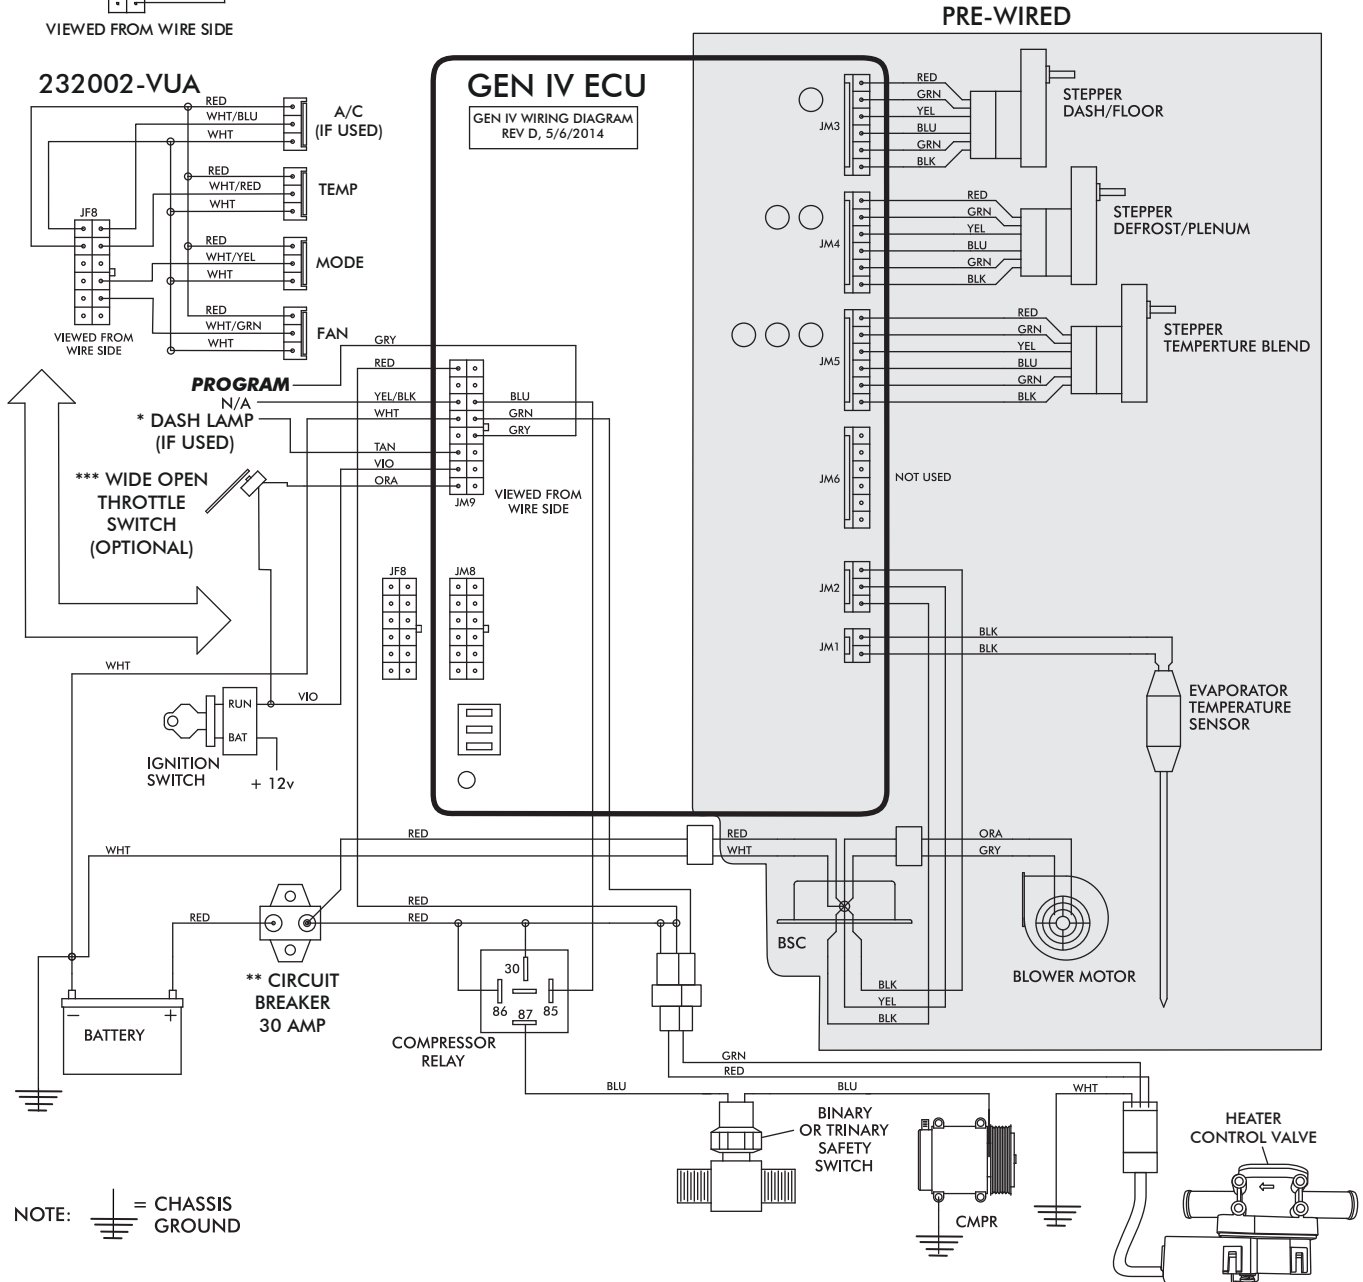 VIEWED FROM WIRE SIDE
PRE-WIRED
232002-VUA
RED
WHT/BLU
WHT
A/C
(IF USED)
RED
WHT/RED
WHT
TEMP
JF8
RED
WHT/YEL
WHT
MODE
RED
WHT/GRN
WHT
FAN
VIEWED FROM
WIRE SIDE
GEN IV ECU
GEN IV WIRING DIAGRAM
REV D, 5/6/2014
JM3
RED
GRN
YEL
BLU
GRN
BLK
STEPPER
DASH/FLOOR
JM4
RED
GRN
YEL
BLU
GRN
BLK
STEPPER
DEFROST/PLENUM
JM5
RED
GRN
YEL
BLU
GRN
BLK
STEPPER
TEMPERTURE BLEND
GRY
RED
PROGRAM
N/A
YEL/BLK
BLU
* DASH LAMP
(IF USED)
WHT
GRN
GRY
TAN
VIO
ORA
JM9
VIEWED FROM
WIRE SIDE
*** WIDE OPEN
THROTTLE
SWITCH
(OPTIONAL)
JM6
NOT USED
JF8
JM8
JM2
JM1
BLK
BLK
EVAPORATOR
TEMPERATURE
SENSOR
WHT
RUN
VIO
BAT
IGNITION
SWITCH
+ 12v
RED
WHT
RED
WHT
ORA
GRY
RED
RED
RED
BSC
BLOWER MOTOR
** CIRCUIT
BREAKER
30 AMP
30
86
87
85
COMPRESSOR
RELAY
BLK
YEL
BLK
- +
BATTERY
GRN
RED
BLU
BLU
WHT
BINARY
OR TRINARY
SAFETY
SWITCH
HEATER
CONTROL VALVE
CMPR
NOTE:
= CHASSIS
GROUND